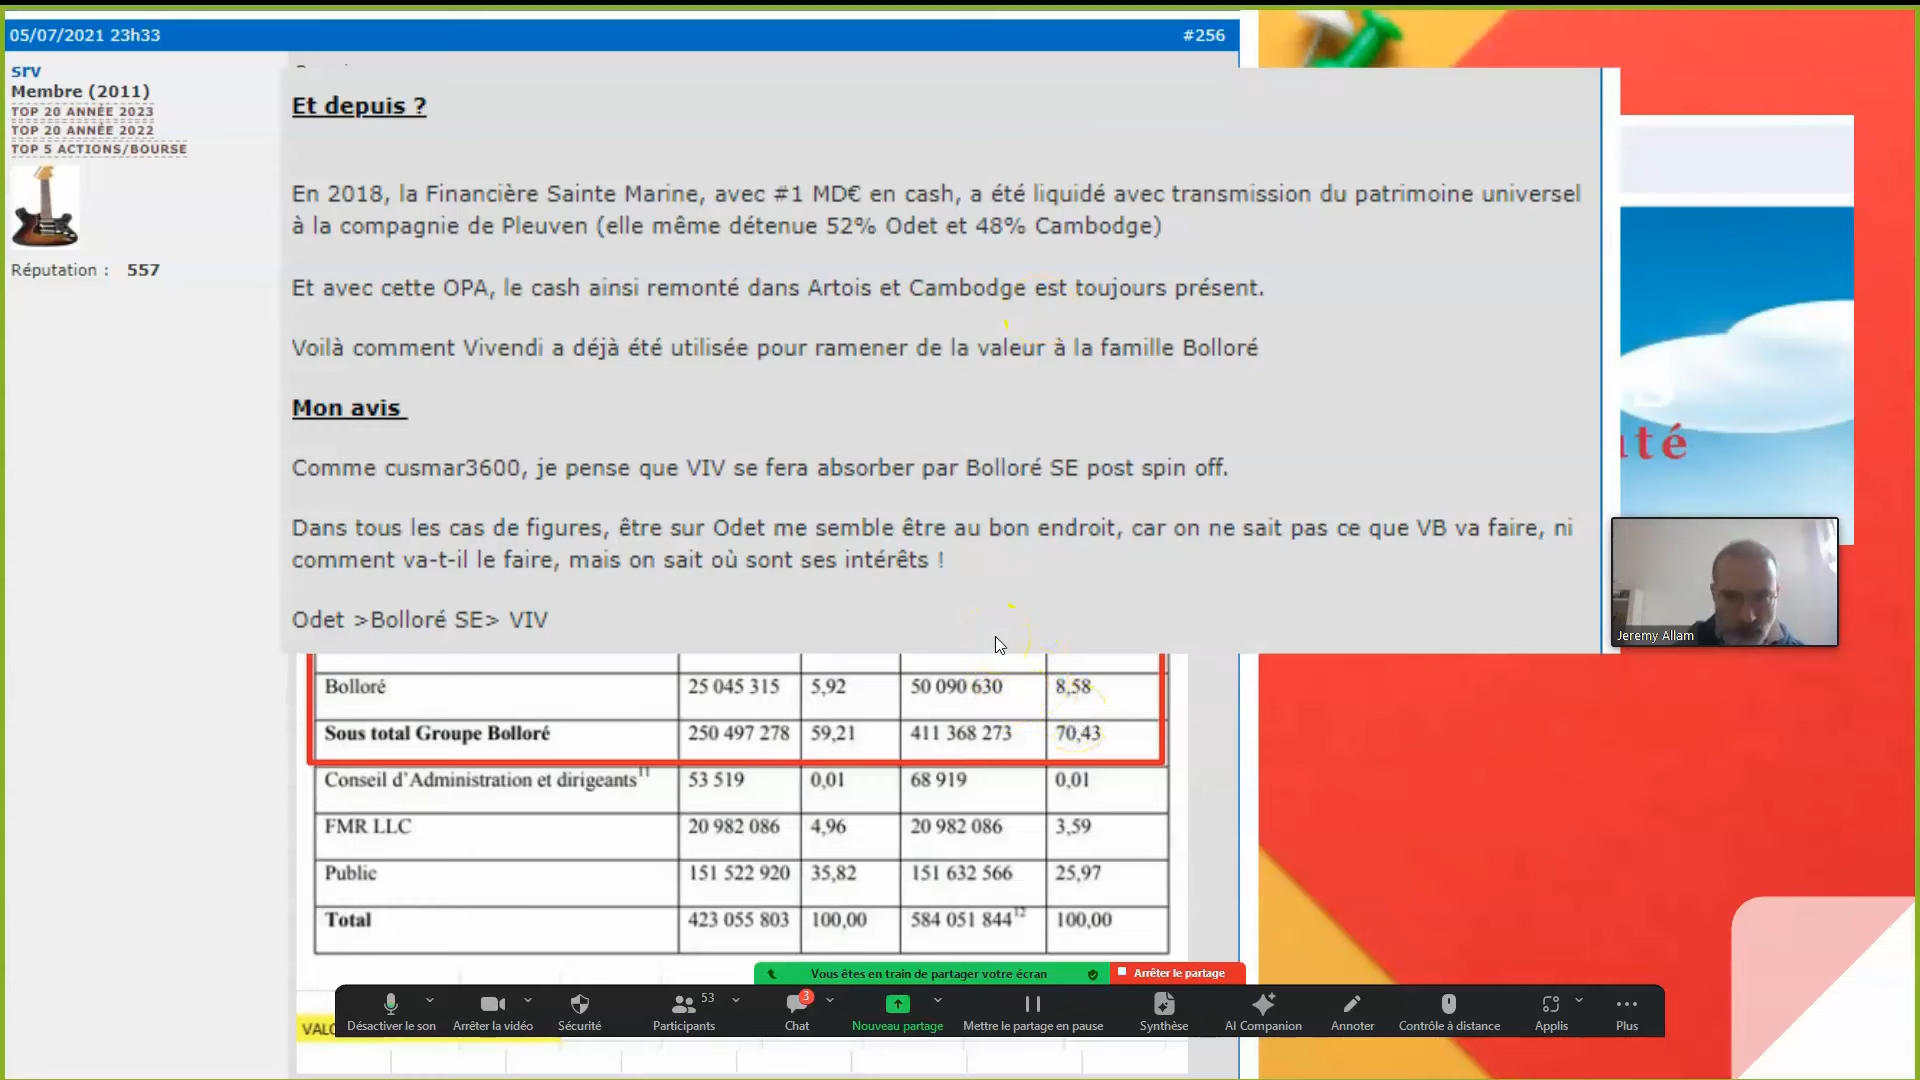 05/07/2021 23h33
#256
srv
Membre (2011)
TOP 20 ANNÉE 2023
TOP 20 ANNÉE 2022
TOP 5 ACTIONS/BOURSE
Réputation : 557
Et depuis ?
En 2018, la Financière Sainte Marine, avec #1 MD€ en cash, a été liquidé avec transmission du patrimoine universel
à la compagnie de Pleuven (elle même détenue 52% Odet et 48% Cambodge)
Et avec cette OPA, le cash ainsi remonté dans Artois et Cambodge est toujours présent.
Voilà comment Vivendi a déjà été utilisée pour ramener de la valeur à la famille Bolloré
Mon avis
Comme cusmar3600, je pense que VIV se fera absorber par Bolloré SE post spin off.
Dans tous les cas de figures, être sur Odet me semble être au bon endroit, car on ne sait pas ce que VB va faire, ni
comment va-t-il le faire, mais on sait où sont ses intérêts !
Odet >Bolloré SE> VIV
uté
Jeremy Allam
Bolloré 25 045 315 5,92 50 090 630 8,58
Sous total Groupe Bolloré 250 497 278 59,21 411 368 273 70,43
Conseil d'Administration et dirigeants11 53 519 0,01 68 919 0,01
FMR LLC 20 982 086 4,96 20 982 086 3,59
Public 151 522 920 35,82 151 632 566 25,97
Total 423 055 803 100,00 584 051 84412 100,00
Vous êtes en train de partager votre écran
Arrêter le partage
VALO
53
3
Désactiver le son
Arrêter la vidéo
Sécurité
Participants
Chat
Nouveau partage
Mettre le partage en pause
Synthèse
AI Companion
Annoter
Contrôle à distance
Applis
Plus